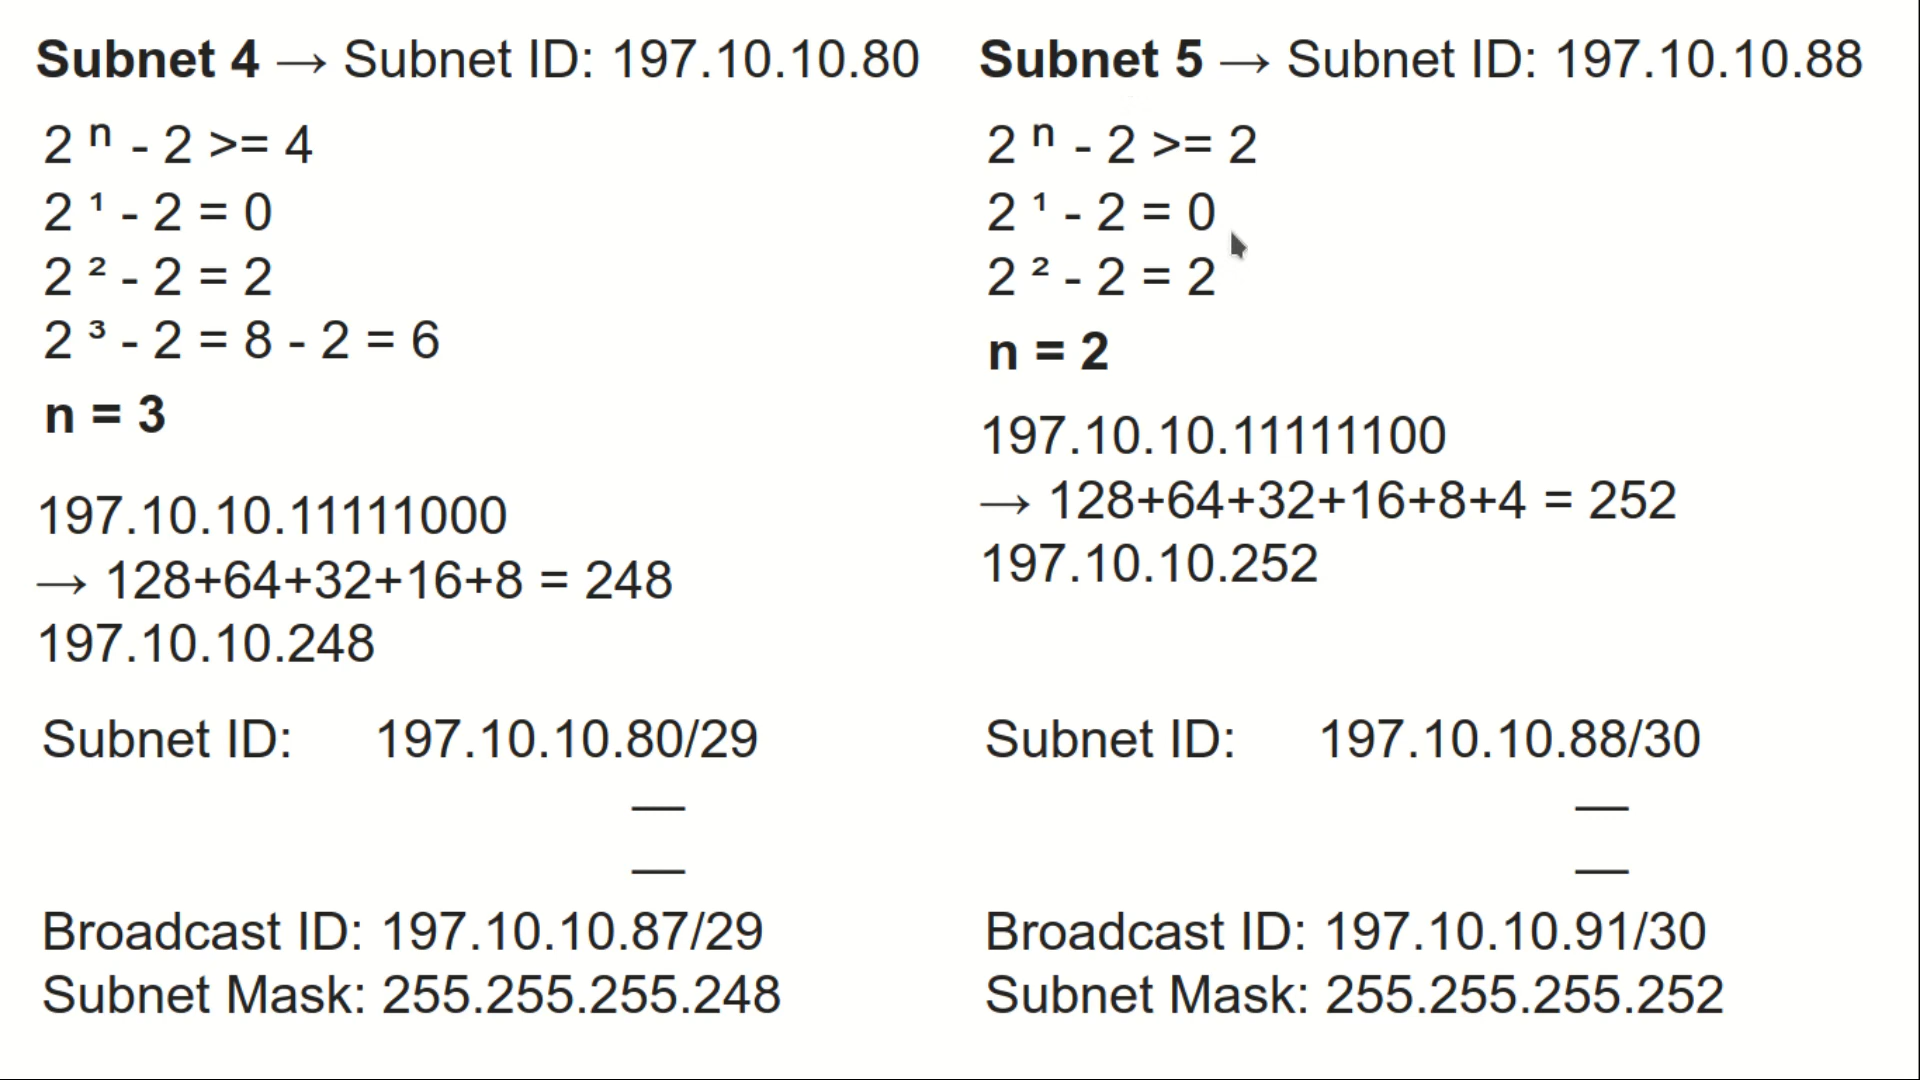 Subnet 4 → Subnet ID: 197.10.10.80
2 ⁿ - 2 >= 4
2 ¹ - 2 = 0
2 ² - 2 = 2
2 ³ - 2 = 8 - 2 = 6
n = 3
197.10.10.11111000
→ 128+64+32+16+8 = 248
197.10.10.248
Subnet ID: 197.10.10.80/29
—
—
Broadcast ID: 197.10.10.87/29
Subnet Mask: 255.255.255.248
Subnet 5 → Subnet ID: 197.10.10.88
2 ⁿ - 2 >= 2
2 ¹ - 2 = 0
2 ² - 2 = 2
n = 2
197.10.10.11111100
→ 128+64+32+16+8+4 = 252
197.10.10.252
Subnet ID: 197.10.10.88/30
—
—
Broadcast ID: 197.10.10.91/30
Subnet Mask: 255.255.255.252